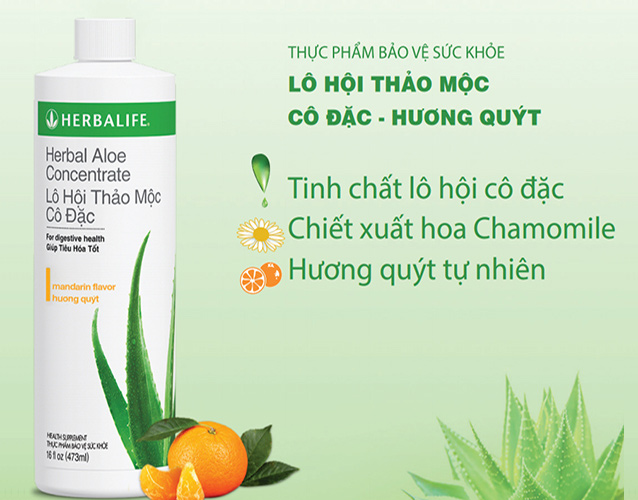 HERBALIFE
Herbal Aloe
Concentrate
Lô Hội Thảo Mộc
Cô Đặc
For digestive health
Giúp Tiêu Hóa Tốt
mandarin flavor
hương quýt
HEALTH SUPPLEMENT
THỰC PHẨM BẢO VỆ SỨC KHỎE
16 fl oz (473ml)
THỰC PHẨM BẢO VỆ SỨC KHỎE
LÔ HỘI THẢO MỘC
CÔ ĐẶC - HƯƠNG QUÝT
Tinh chất lô hội cô đặc
Chiết xuất hoa Chamomile
Hương quýt tự nhiên